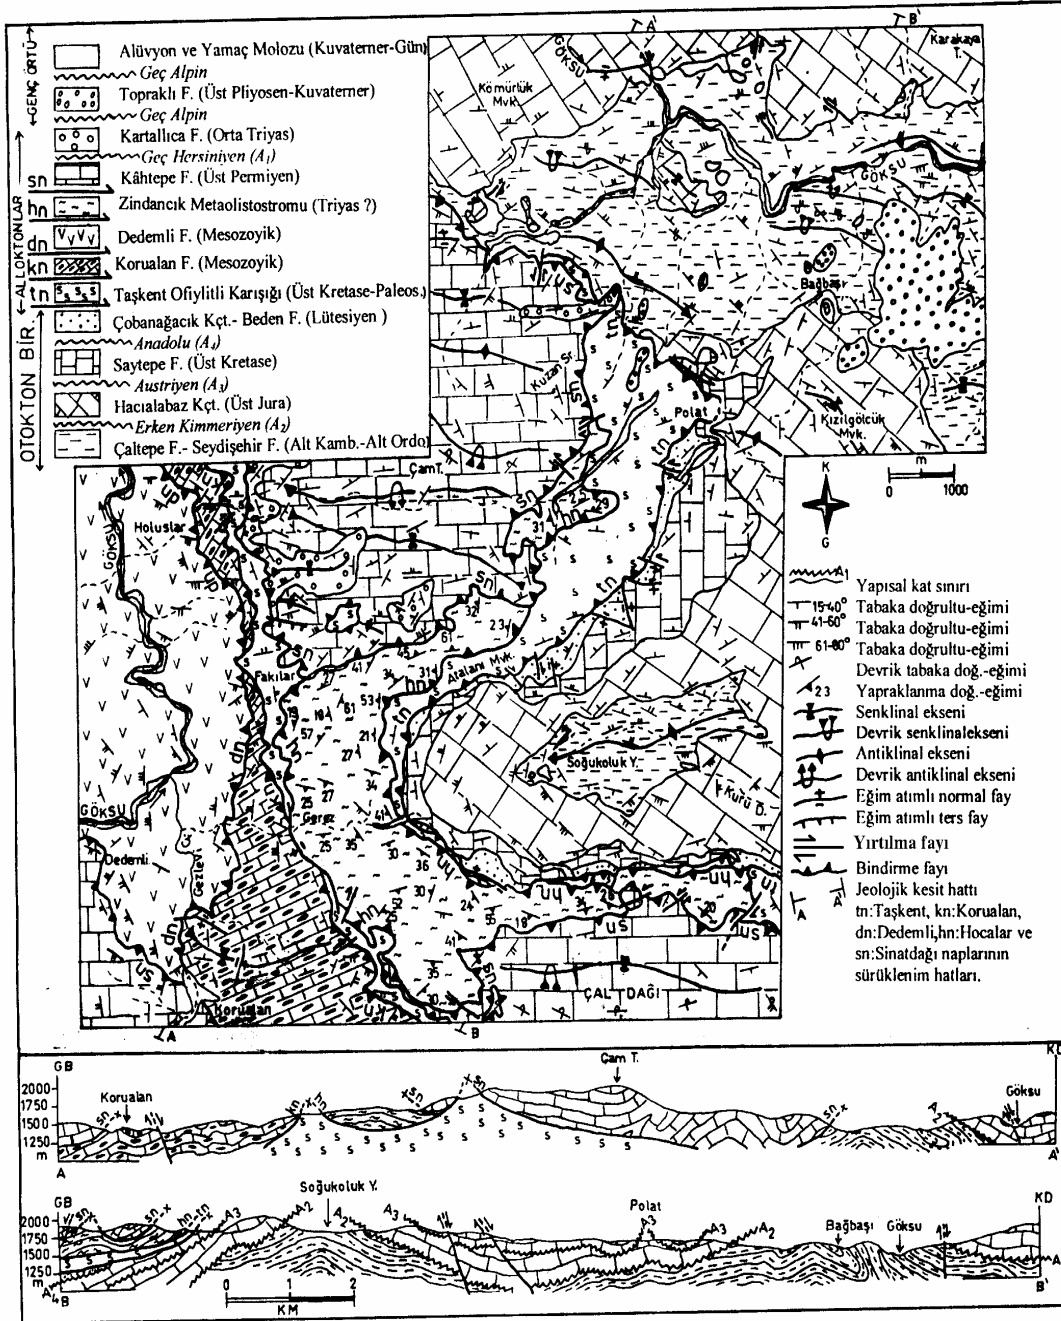 GENÇ ÖRTÜ
ALLOKTONLAR
OTOKTON BİR.
Alüvyon ve Yamaç Molozu (Kuvaterner-Gün)
Geç Alpin
Topraklı F. (Üst Pliyosen-Kuvaterner)
Geç Alpin
Kartallıca F. (Orta Triyas)
Geç Hersiniyen (A1)
sn Kâhtepe F. (Üst Permiyen)
hn Zindancık Metaolistostromu (Triyas ?)
dn Dedemli F. (Mesozoyik)
kn Korualan F. (Mesozoyik)
tn Taşkent Ofiyolitli Karışığı (Üst Kretase-Paleos.)
Çobanağacık Kçt.- Beden F. (Lütesiyen )
Anadolu (A4)
Saytepe F. (Üst Kretase)
Austriyen (A3)
Hacıalabaz Kçt. (Üst Jura)
Erken Kimmeriyen (A2)
Çaltepe F.- Seydişehir F. (Alt Kamb.-Alt Ordo)
A'
B'
GÖKSU
Karakaya T.
Kömürlük Mvk.
GÖKSU
Bağbaşı
Kuzan Sr.
Polat
Kızılgölcük Mvk.
Çam T.
Holuslar
GÖKSU
Fakılar
Atalanı Mvk.
Soğukoluk Y.
Kuru D.
GÖKSU
Gerez
Dedemli
Gezlevi
Korualan
ÇAL DAĞI
A
B
m
0 1000
K
G
A1 Yapısal kat sınırı
15-40° Tabaka doğrultu-eğimi
41-60° Tabaka doğrultu-eğimi
61-80° Tabaka doğrultu-eğimi
Devrik tabaka doğ.-eğimi
23 Yapraklanma doğ.-eğimi
Senklinal ekseni
Devrik senklinal ekseni
Antiklinal ekseni
Devrik antiklinal ekseni
Eğim atımlı normal fay
Eğim atımlı ters fay
Yırtılma fayı
Bindirme fayı
A A' Jeolojik kesit hattı
tn:Taşkent, kn:Korualan,
dn:Dedemli,hn:Hocalar ve
sn:Sinatdağı naplarının
sürüklenim hatları.
GB
KD
Çam T.
Korualan
Göksu
2000
1750
1500
1250
m
A
A'
GB
KD
Soğukoluk Y.
Polat
Bağbaşı
Göksu
2000
1750
1500
1250
m
B
B'
0 1 2
KM